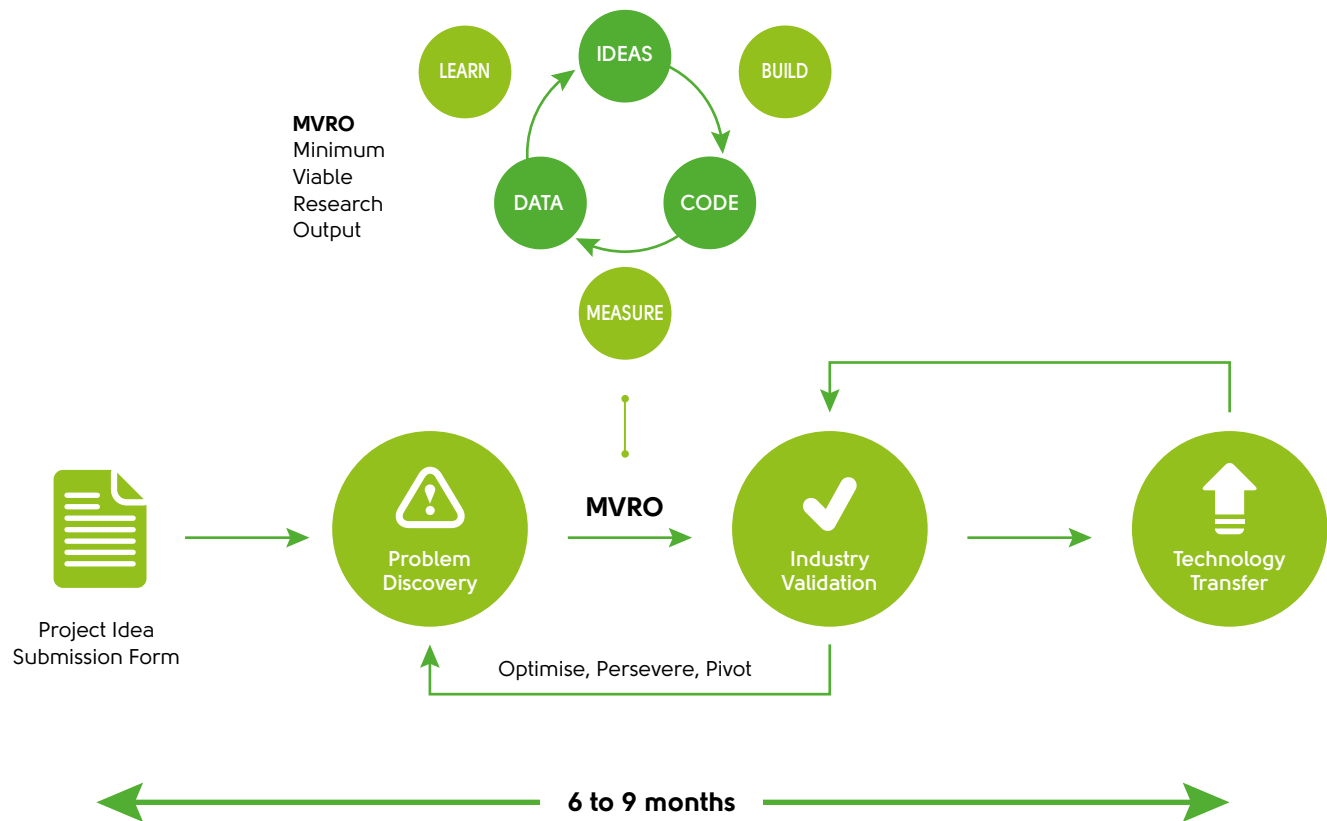 IDEAS
LEARN
BUILD
MVRO
Minimum
Viable
Research
Output
DATA
CODE
MEASURE
MVRO
Problem
Discovery
Industry
Validation
Technology
Transfer
Project Idea
Submission Form
Optimise, Persevere, Pivot
6 to 9 months